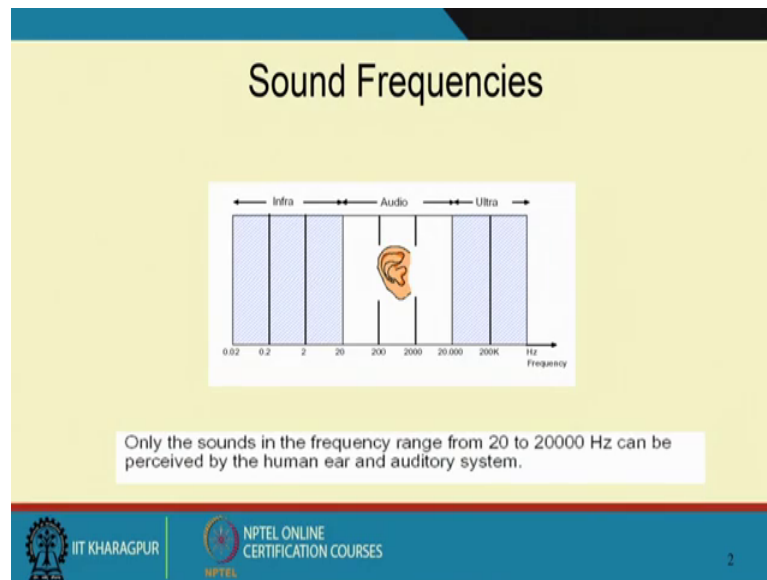 Sound Frequencies
Infra Audio Ultra
0.02 0.2 2 20 200 2000 20.000 200K Hz
Frequency
Only the sounds in the frequency range from 20 to 20000 Hz can be
perceived by the human ear and auditory system.
IIT KHARAGPUR
NPTEL
NPTEL ONLINE
CERTIFICATION COURSES
2